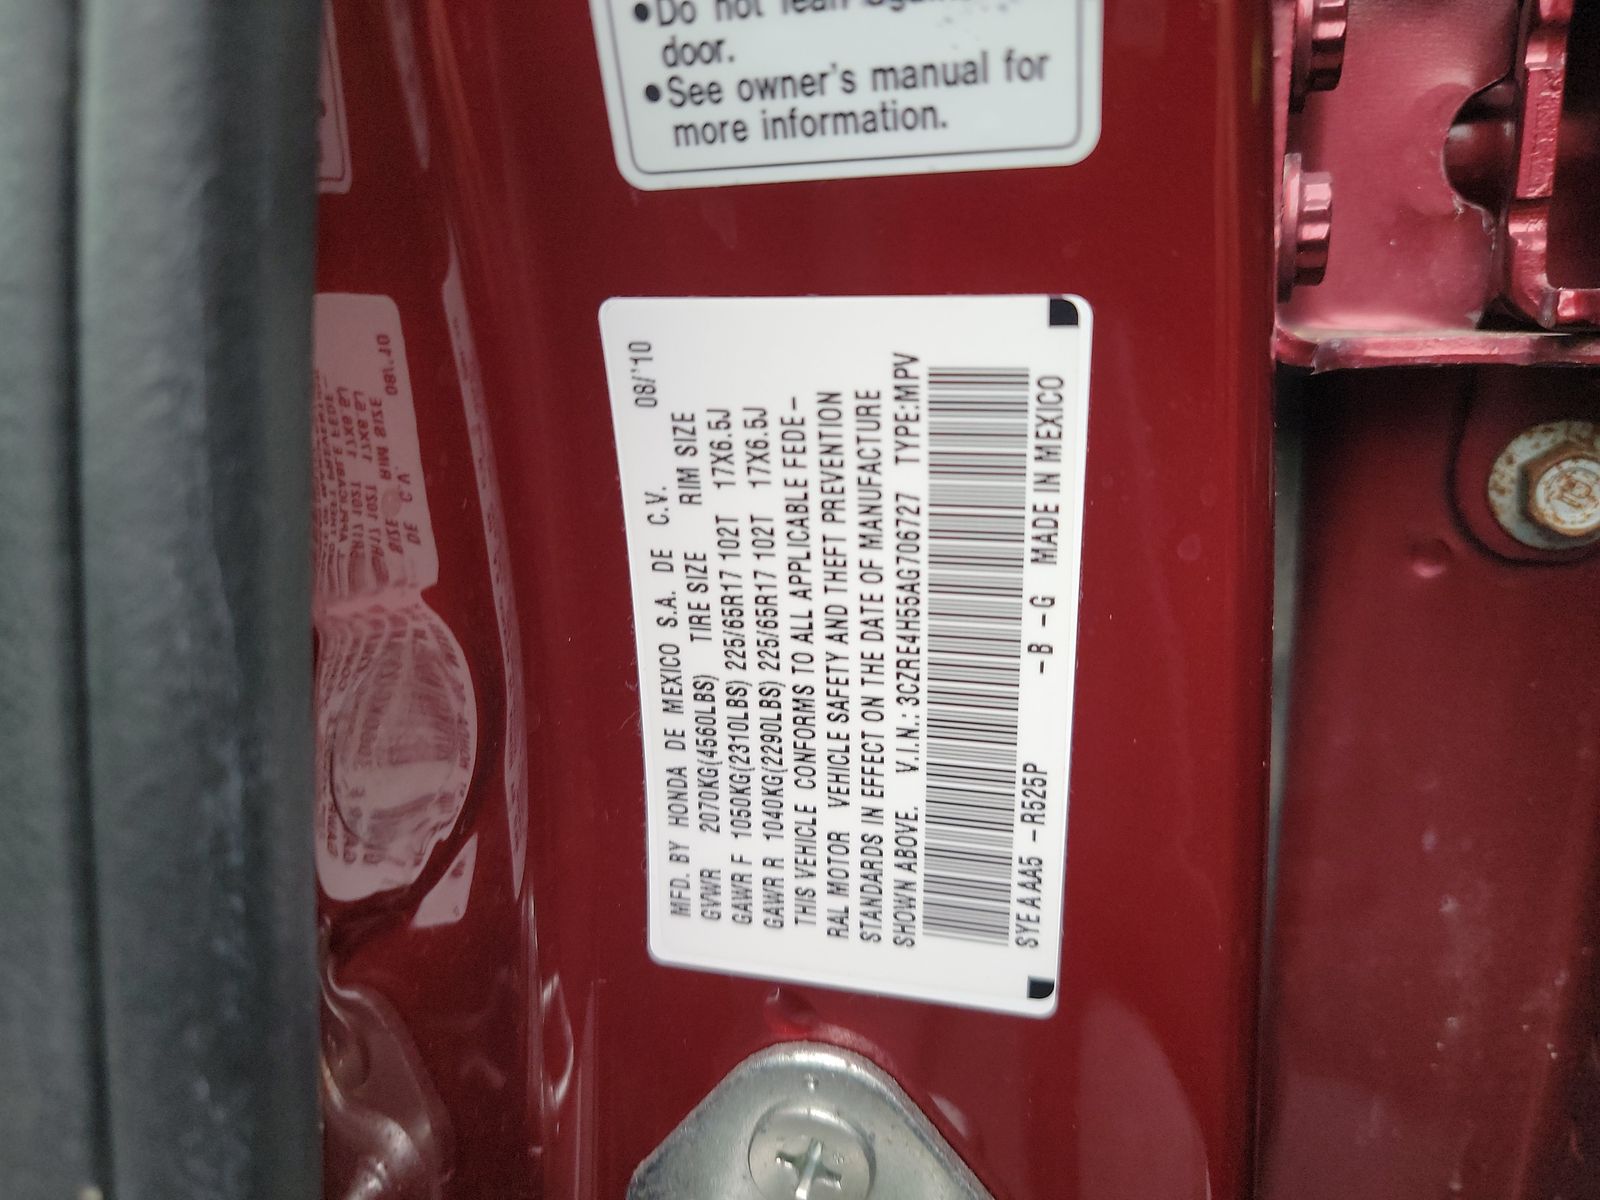 •Do not lean against
door.
•See owner's manual for
more information.
MFD. BY HONDA DE MEXICO S.A. DE C.V. 08/'10
GVWR 2070KG(4560LBS) TIRE SIZE RIM SIZE
GAWR F 1050KG(2310LBS) 225/65R17 102T 17X6.5J
GAWR R 1040KG(2290LBS) 225/65R17 102T 17X6.5J
THIS VEHICLE CONFORMS TO ALL APPLICABLE FEDE-
RAL MOTOR VEHICLE SAFETY AND THEFT PREVENTION
STANDARDS IN EFFECT ON THE DATE OF MANUFACTURE
SHOWN ABOVE. V.I.N.: 3CZRE4H55AG706727 TYPE:MPV
SYEAAA5 -R525P -B -G MADE IN MEXICO